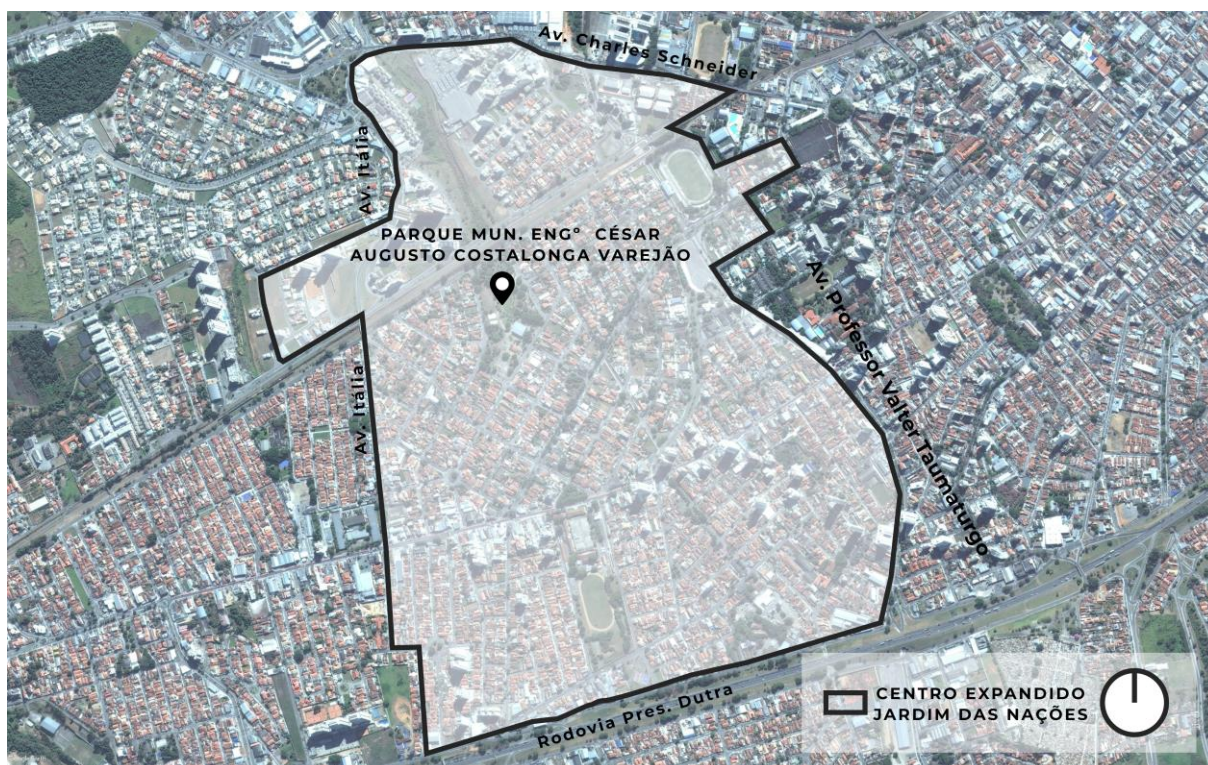 Av. Charles Schneider
Av. Itália
PARQUE MUN. ENGº CÉSAR
AUGUSTO COSTALONGA VAREJÃO
Av. Professor Valter Taumaturgo
Av. Itália
Rodovia Pres. Dutra
CENTRO EXPANDIDO
JARDIM DAS NAÇÕES